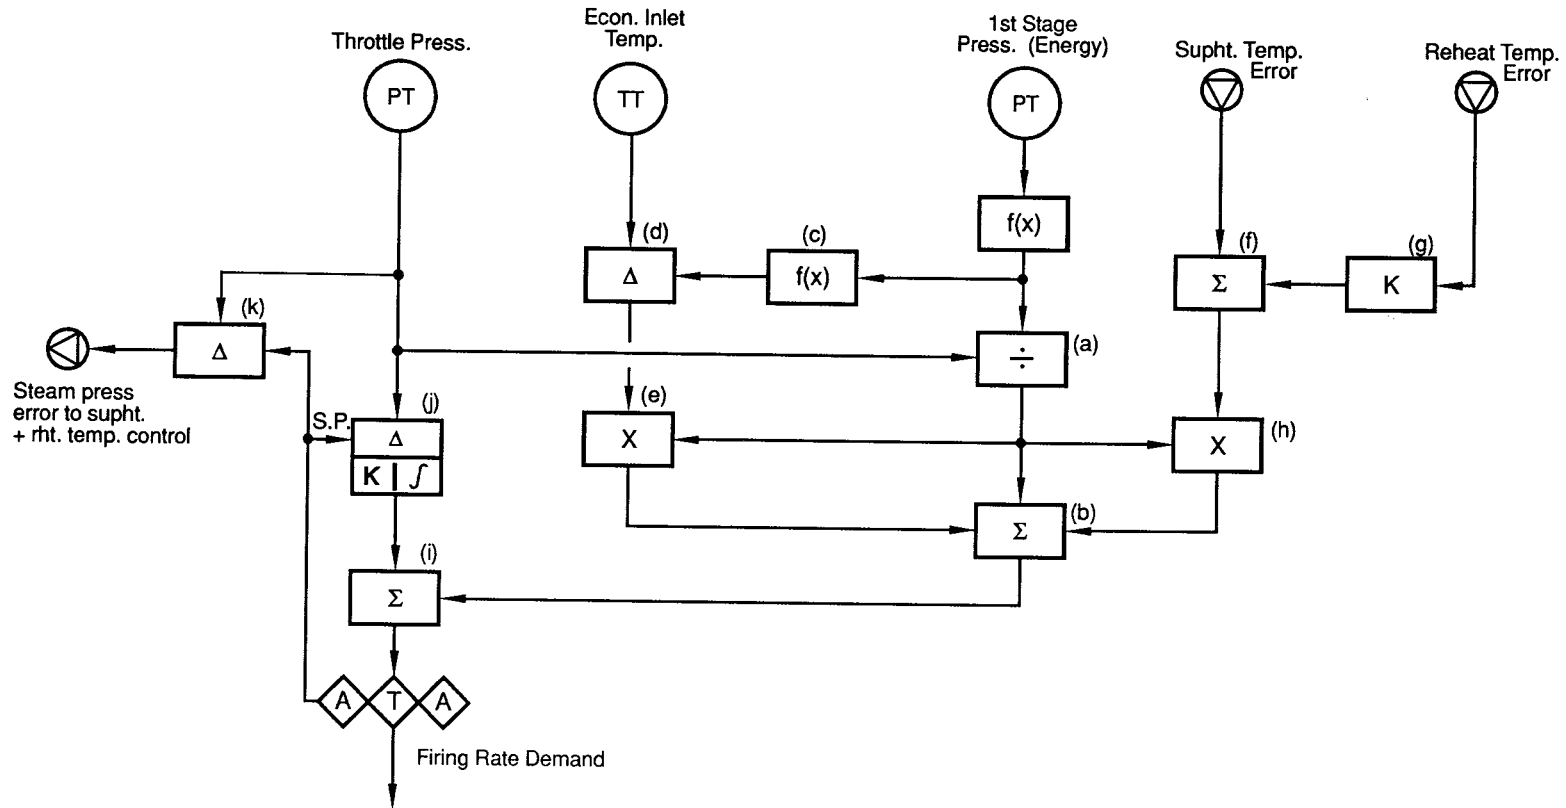 Econ. Inlet
Temp.
1st Stage
Press. (Energy)
Throttle Press.
Supht. Temp.
Error
Reheat Temp.
Error
PT
TT
PT
f(x)
(d)
(c)
(f)
(g)
Δ
f(x)
Σ
K
(k)
Δ
(a)
÷
Steam press
error to supht.
+ rht. temp. control
S.P.
(j)
Δ
K ∫
(e)
X
(h)
X
(b)
Σ
(i)
Σ
A T A
Firing Rate Demand